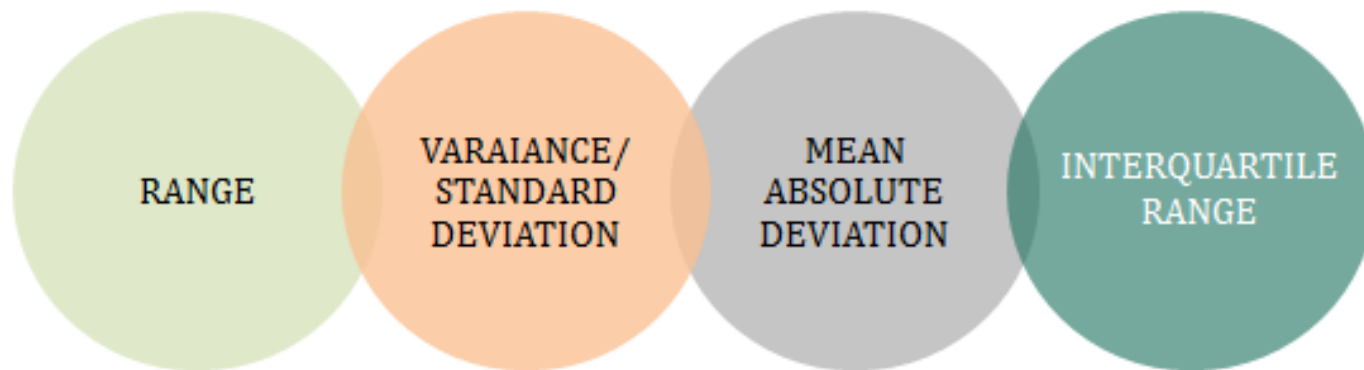 RANGE
VARAIANCE/
STANDARD
DEVIATION
MEAN
ABSOLUTE
DEVIATION
INTERQUARTILE
RANGE